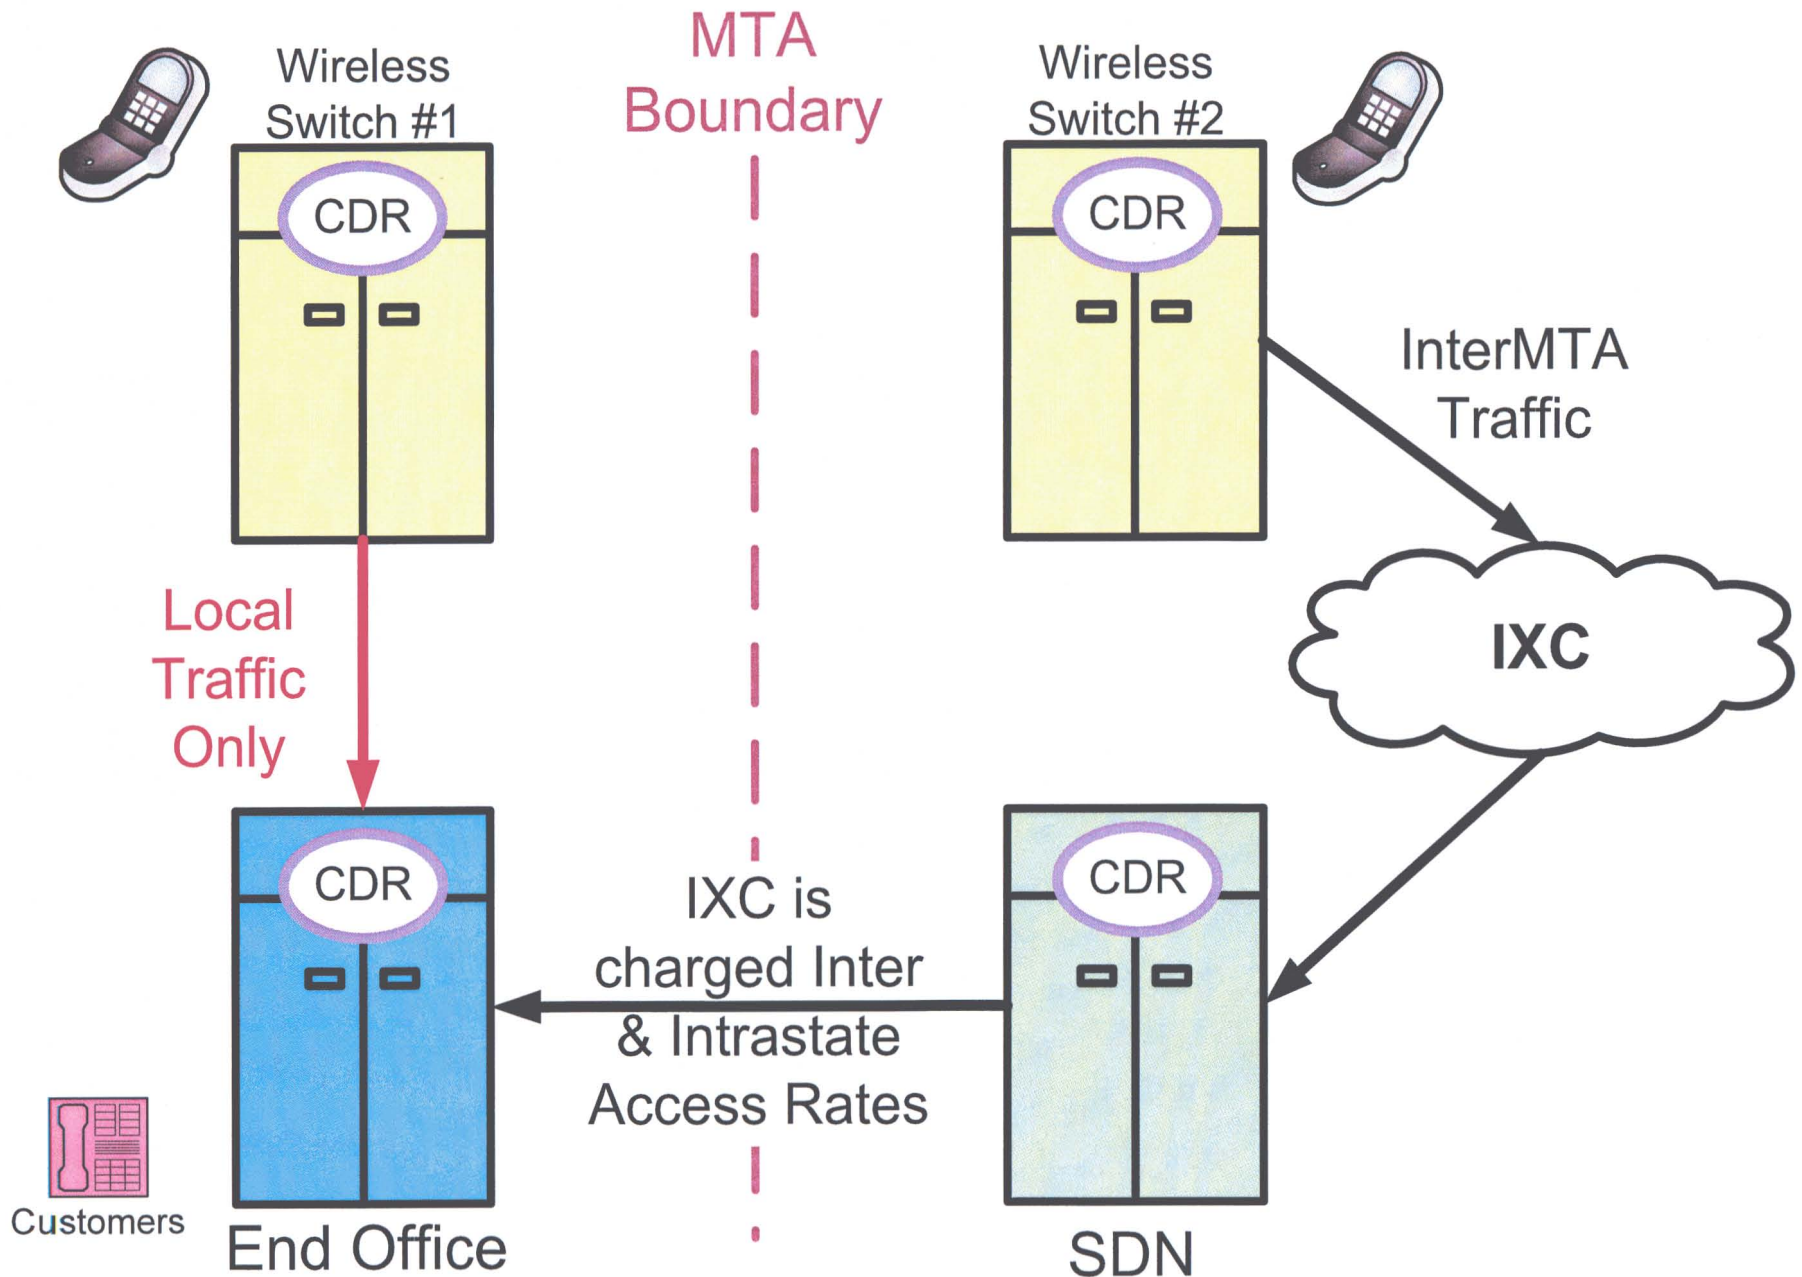 MTA
Boundary
Wireless
Switch #1
Wireless
Switch #2
CDR
CDR
InterMTA
Traffic
Local
Traffic
Only
IXC
CDR
CDR
IXC is
charged Inter
& Intrastate
Access Rates
Customers
End Office
SDN